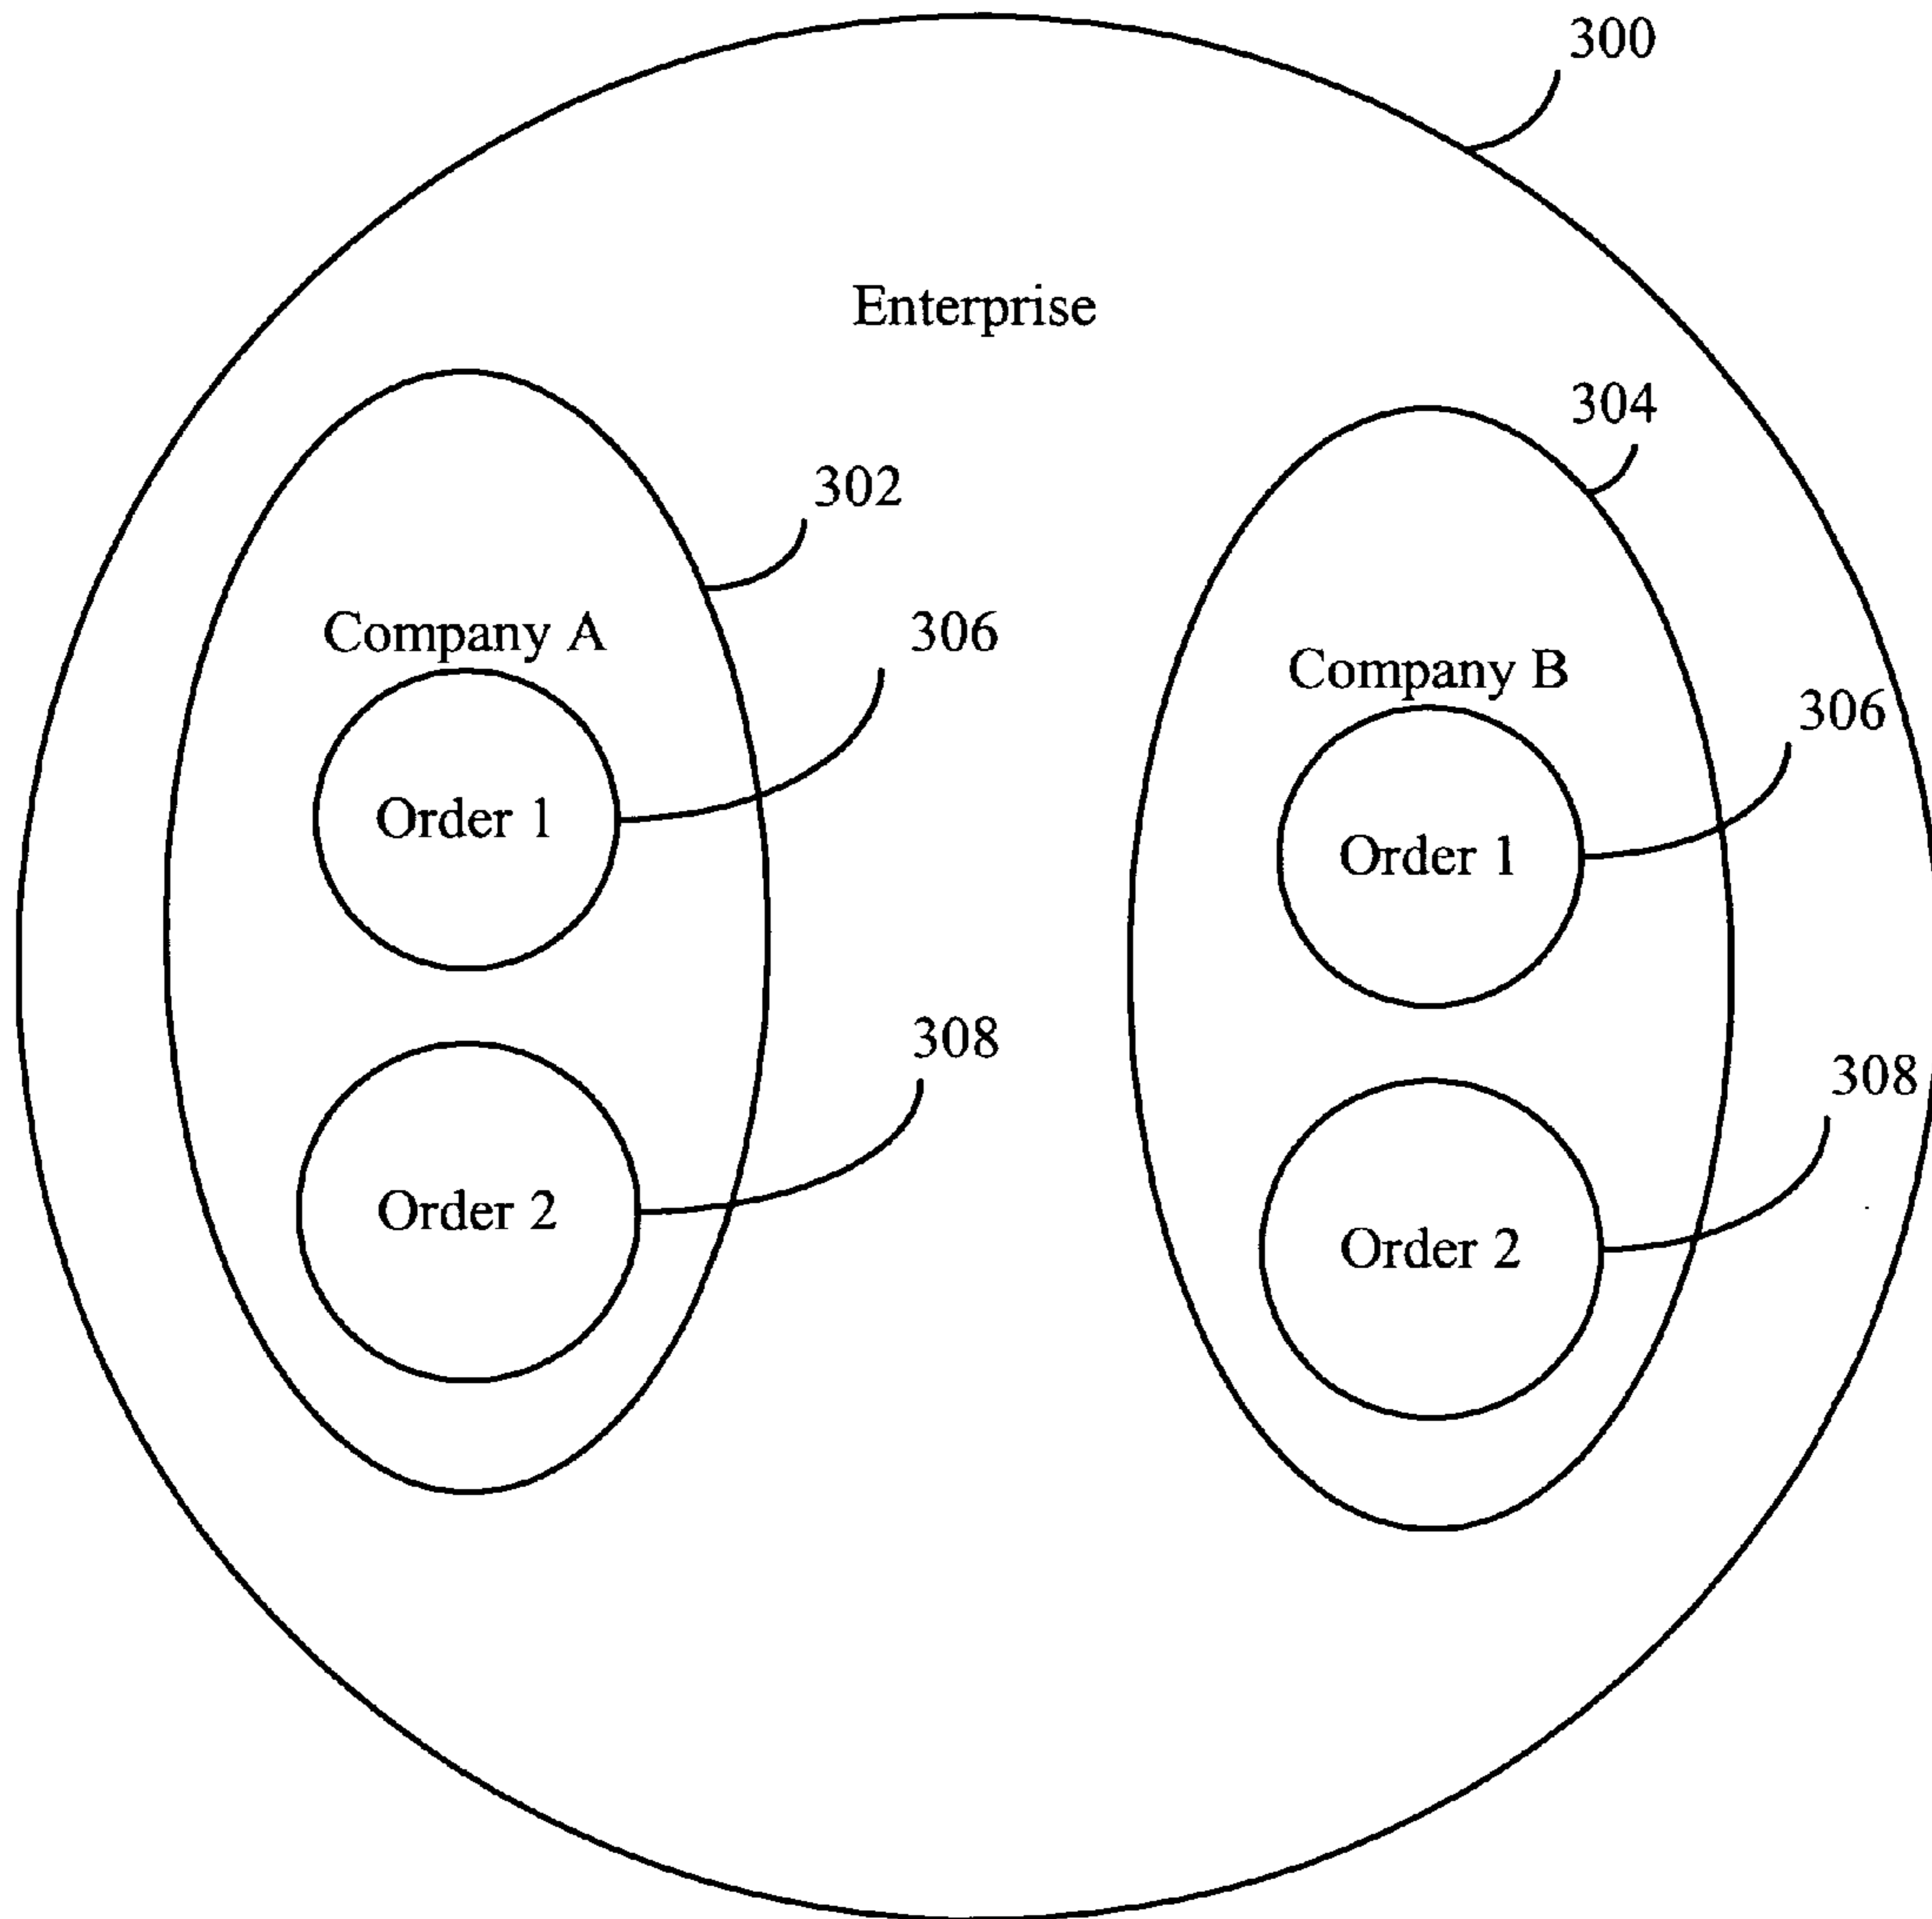 300
Enterprise
304
302
Company A
306
Company B
306
Order 1
Order 1
308
308
Order 2
Order 2